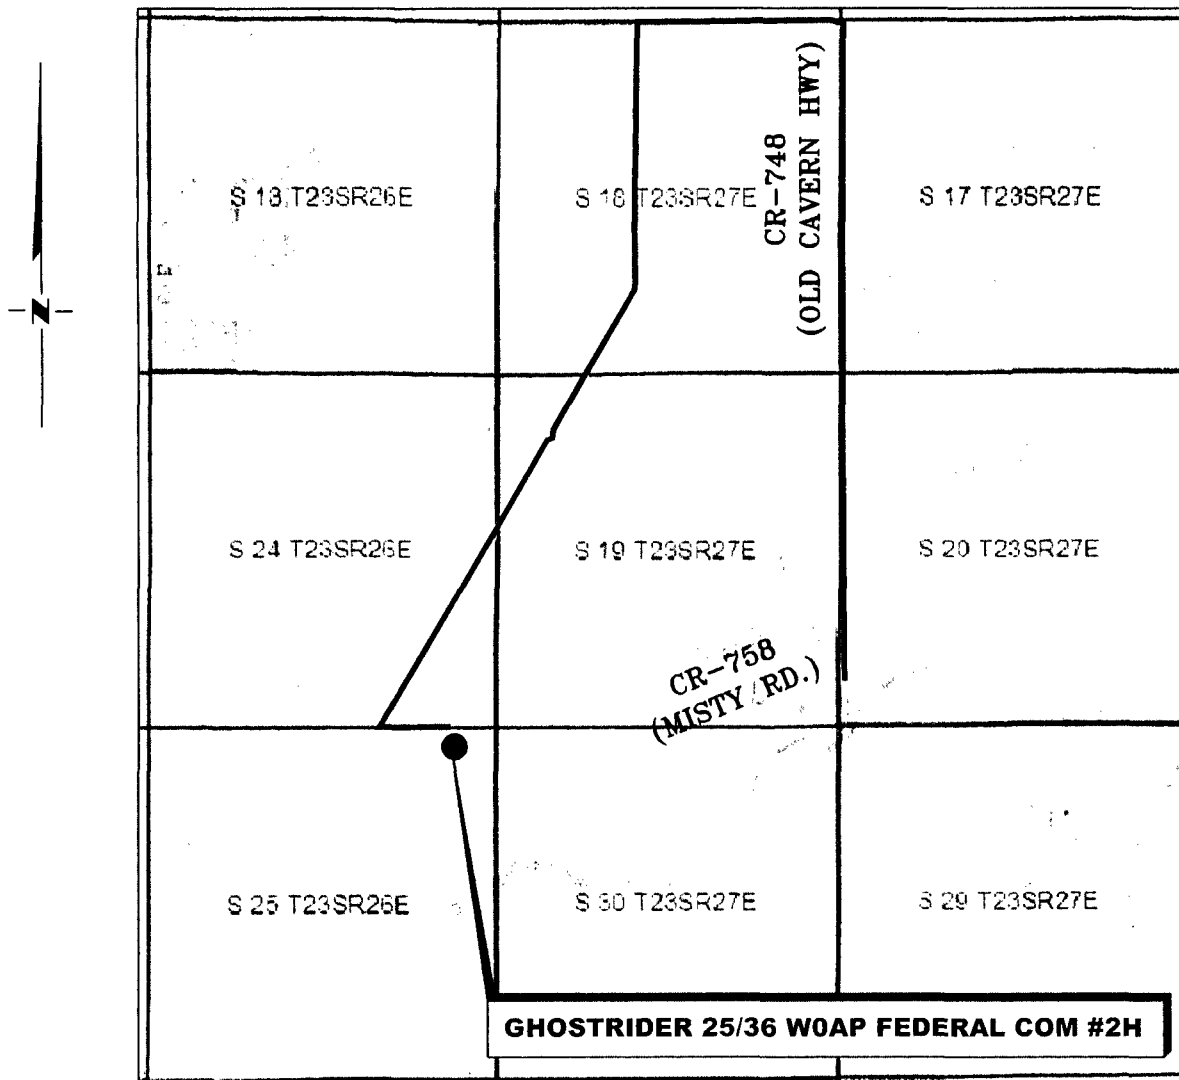 CR-748
(OLD CAVERN HWY)
S 13 T23SR26E
S 18 T23SR27E
S 17 T23SR27E
N
S 24 T23SR26E
S 19 T23SR27E
S 20 T23SR27E
CR-758
(MISTY RD.)
S 25 T23SR26E
S 30 T23SR27E
S 29 T23SR27E
GHOSTRIDER 25/36 W0AP FEDERAL COM #2H